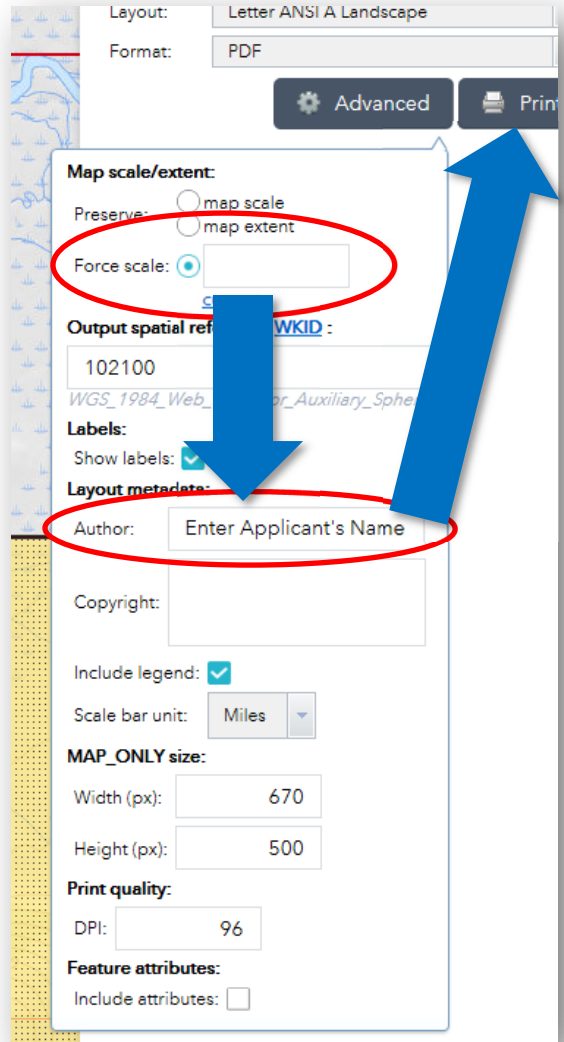 Layout: Letter ANSI A Landscape
Format: PDF
Advanced Print
Map scale/extent:
Preserve: map scale
map extent
Force scale:
Output spatial ref WKID :
102100
WGS_1984_Web_ or_Auxiliary_Spher
Labels:
Show labels:
Layout metadata:
Author: Enter Applicant's Name
Copyright:
Include legend:
Scale bar unit: Miles
MAP_ONLY size:
Width (px): 670
Height (px): 500
Print quality:
DPI: 96
Feature attributes:
Include attributes: